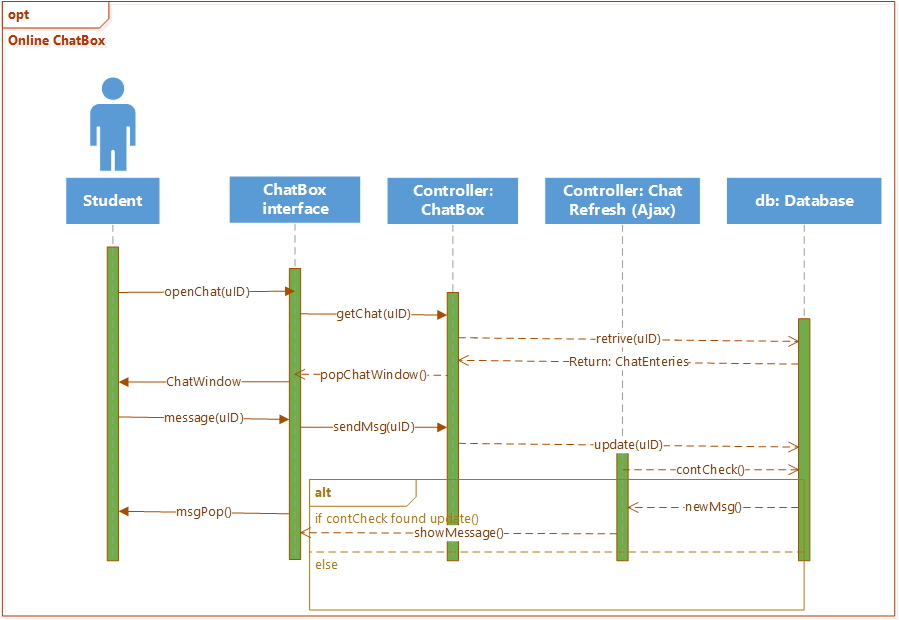 opt
Online ChatBox
Student
ChatBox
interface
Controller:
ChatBox
Controller: Chat
Refresh (Ajax)
db: Database
openChat(uID)
getChat(uID)
retrive(uID)
Return: ChatEnteries
popChatWindow()
ChatWindow
message(uID)
sendMsg(uID)
update(uID)
contCheck()
alt
newMsg()
msgPop()
if contCheck found update()
showMessage()
else